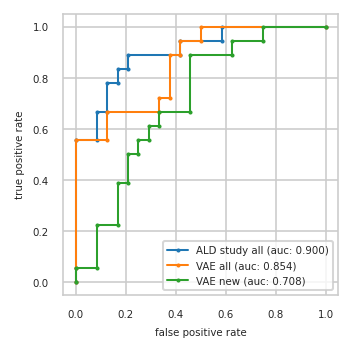 1.0
0.8
0.6
0.4
0.2
0.0
true positive rate
ALD study all (auc: 0.900)
VAE all (auc: 0.854)
VAE new (auc: 0.708)
0.0 0.2 0.4 0.6 0.8 1.0
false positive rate